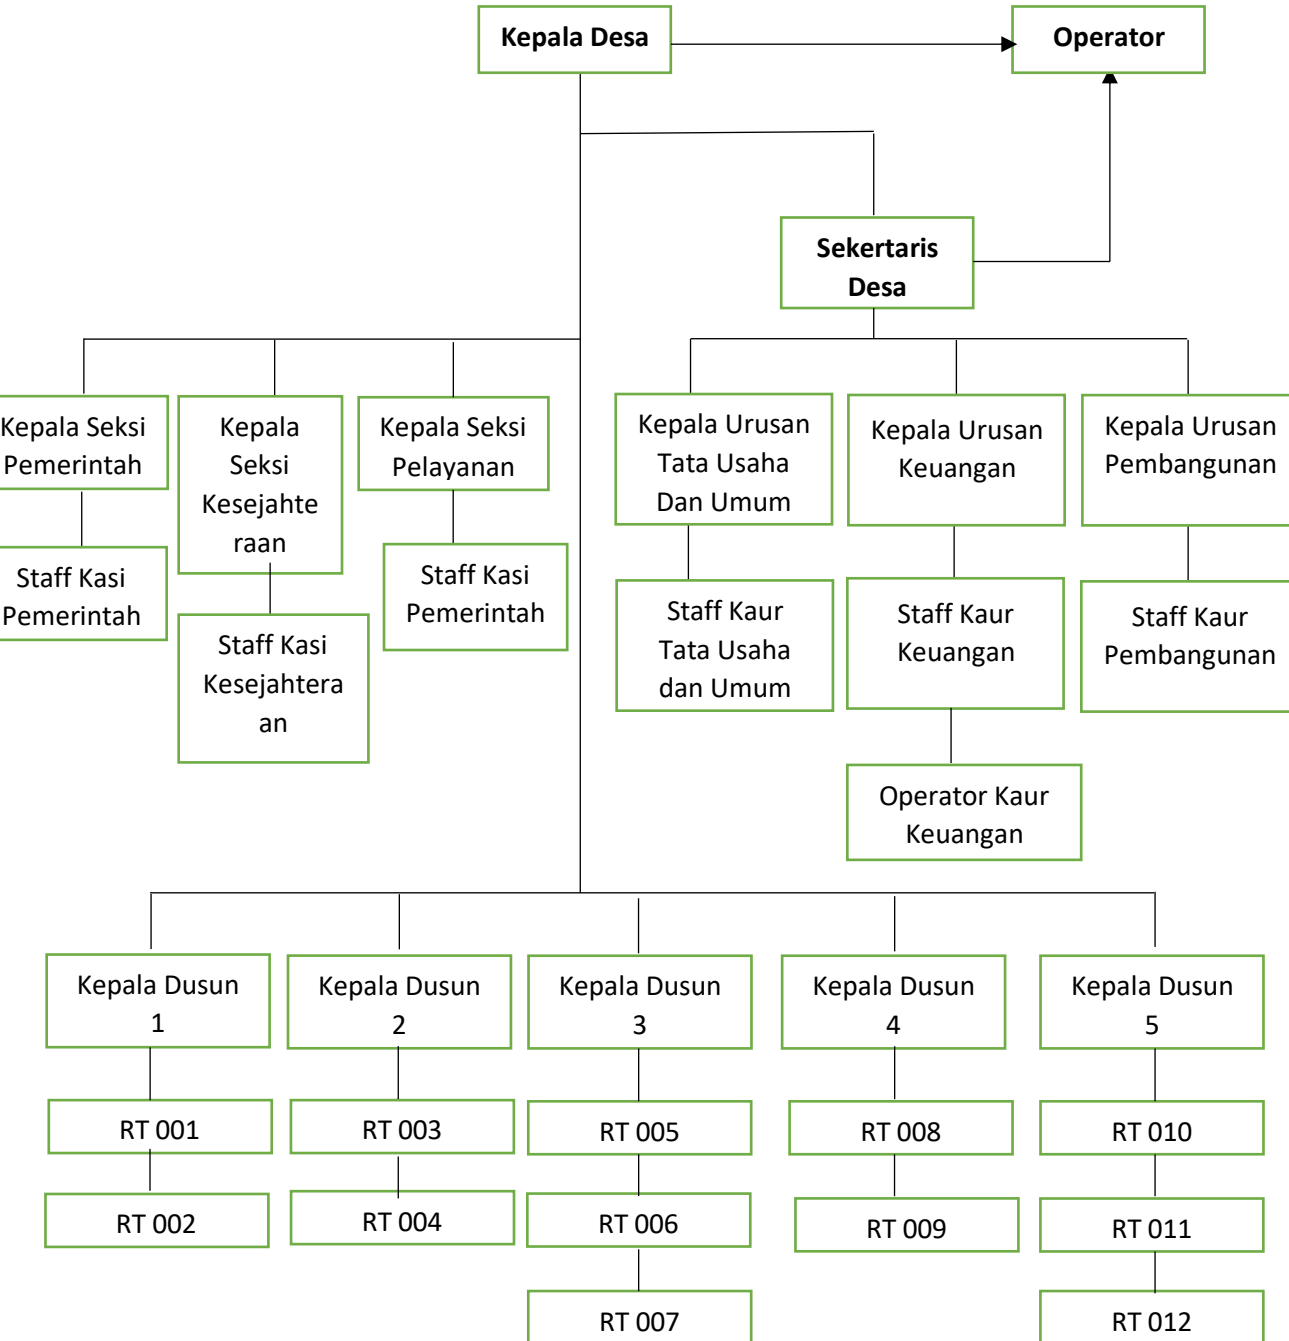 Kepala Desa
Operator
Sekertaris
Desa
Kepala Seksi
Pemerintah
Kepala
Seksi
Kesejahte
raan
Kepala Seksi
Pelayanan
Kepala Urusan
Tata Usaha
Dan Umum
Kepala Urusan
Keuangan
Kepala Urusan
Pembangunan
Staff Kasi
Pemerintah
Staff Kasi
Kesejahtera
an
Staff Kasi
Pemerintah
Staff Kaur
Tata Usaha
dan Umum
Staff Kaur
Keuangan
Staff Kaur
Pembangunan
Operator Kaur
Keuangan
Kepala Dusun
1
Kepala Dusun
2
Kepala Dusun
3
Kepala Dusun
4
Kepala Dusun
5
RT 001
RT 003
RT 005
RT 008
RT 010
RT 002
RT 004
RT 006
RT 009
RT 011
RT 007
RT 012